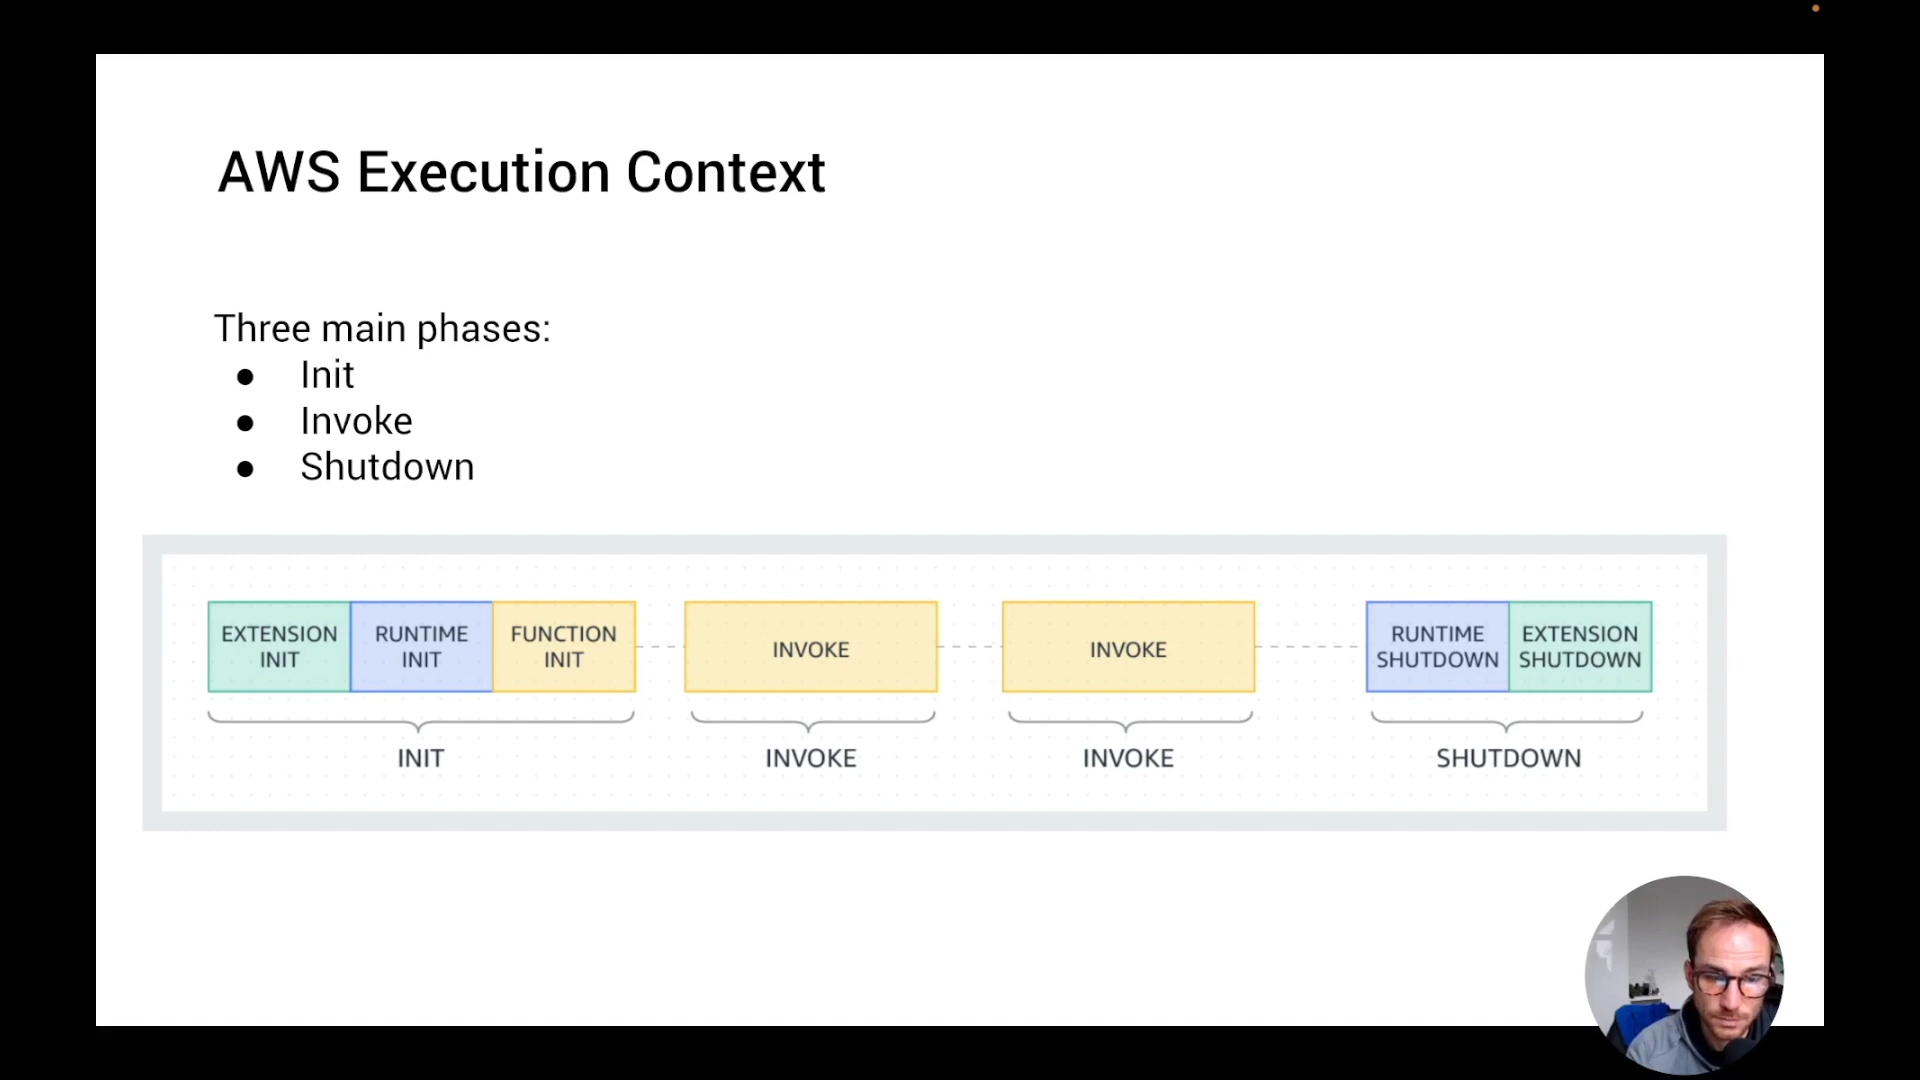 AWS Execution Context
Three main phases:
● Init
● Invoke
● Shutdown
EXTENSION
INIT
RUNTIME
INIT
FUNCTION
INIT
INVOKE
INVOKE
RUNTIME
SHUTDOWN
EXTENSION
SHUTDOWN
INIT
INVOKE
INVOKE
SHUTDOWN